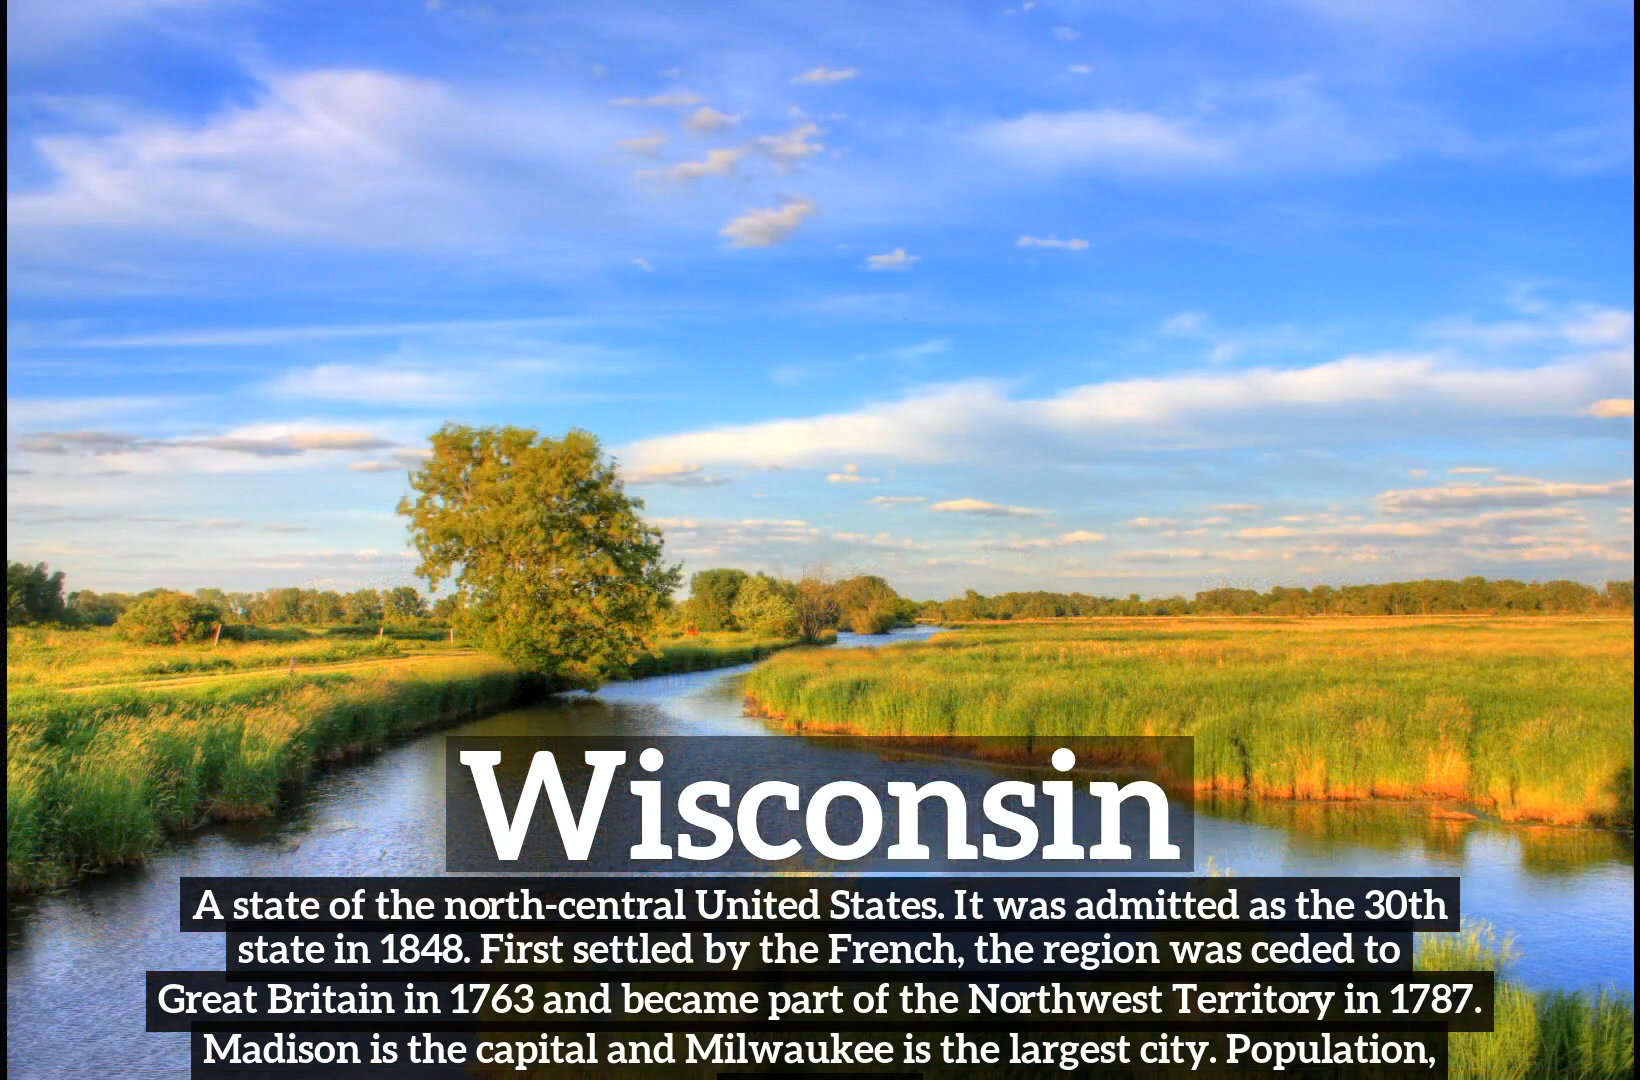 Wisconsin
A state of the north-central United States. It was admitted as the 30th
state in 1848. First settled by the French, the region was ceded to
Great Britain in 1763 and became part of the Northwest Territory in 1787.
Madison is the capital and Milwaukee is the largest city. Population,